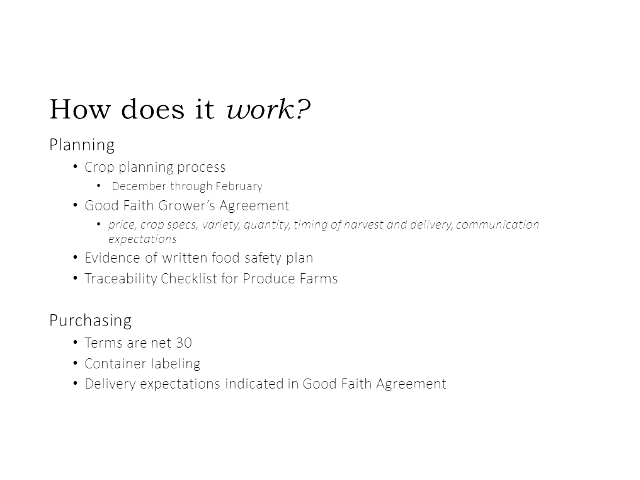 How does it work?
Planning
• Crop planning process
• December through February
• Good Faith Grower's Agreement
• price, crop specs, variety, quantity, timing of harvest and delivery, communication
expectations
• Evidence of written food safety plan
• Traceability Checklist for Produce Farms
Purchasing
• Terms are net 30
• Container labeling
• Delivery expectations indicated in Good Faith Agreement